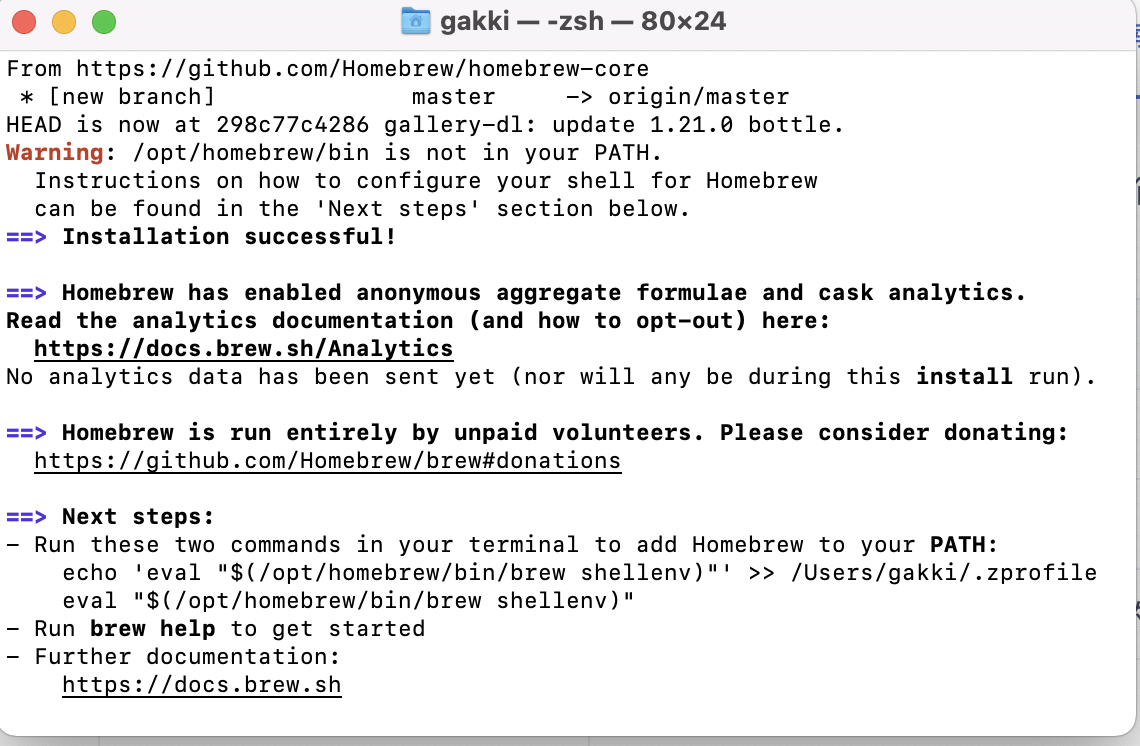 gakki — -zsh — 80×24
From https://github.com/Homebrew/homebrew-core
 * [new branch]              master     -> origin/master
HEAD is now at 298c77c4286 gallery-dl: update 1.21.0 bottle.
Warning: /opt/homebrew/bin is not in your PATH.
  Instructions on how to configure your shell for Homebrew
  can be found in the 'Next steps' section below.
==> Installation successful!

==> Homebrew has enabled anonymous aggregate formulae and cask analytics.
Read the analytics documentation (and how to opt-out) here:
  https://docs.brew.sh/Analytics
No analytics data has been sent yet (nor will any be during this install run).

==> Homebrew is run entirely by unpaid volunteers. Please consider donating:
  https://github.com/Homebrew/brew#donations

==> Next steps:
- Run these two commands in your terminal to add Homebrew to your PATH:
    echo 'eval "$(/opt/homebrew/bin/brew shellenv)"' >> /Users/gakki/.zprofile
    eval "$(/opt/homebrew/bin/brew shellenv)"
- Run brew help to get started
- Further documentation:
    https://docs.brew.sh